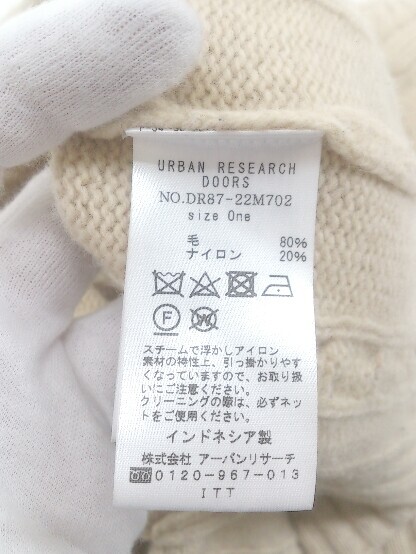 URBAN RESEARCH
DOORS
NO.DR87-22M702
size One
毛 80%
ナイロン 20%
F W
スチームで浮かしアイロン
素材の特性上、引っ掛かりやす
くなっていますので、お取り扱
いにご注意ください。
クリーニングの際は、必ずネッ
トをご使用ください。
インドネシア製
株式会社 アーバンリサーチ
0120-967-013
ITT